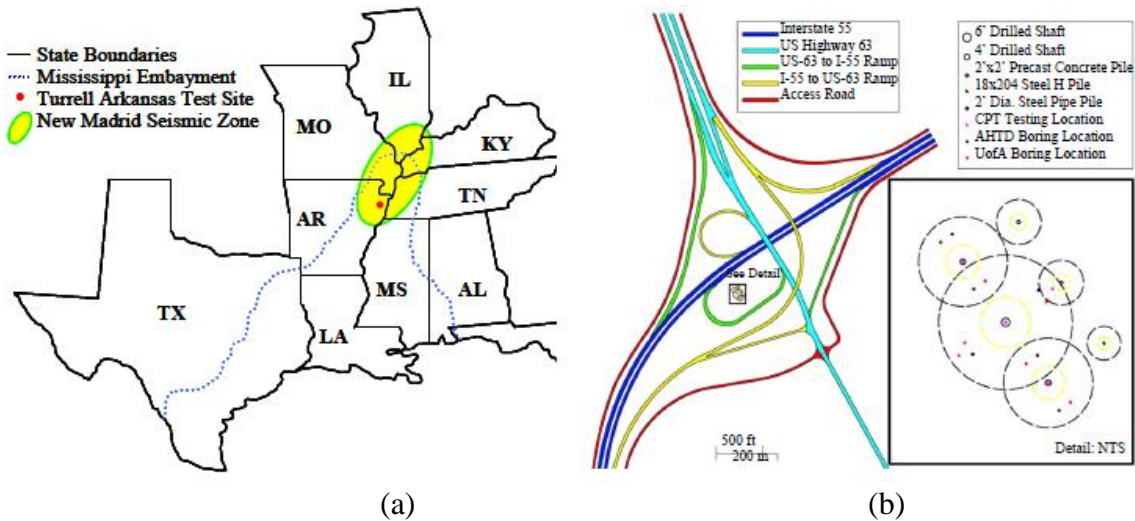 State Boundaries
Mississippi Embayment
Turrell Arkansas Test Site
New Madrid Seismic Zone
IL
MO
KY
TN
AR
TX
MS
AL
LA
(a)
Interstate 55
US Highway 63
US-63 to I-55 Ramp
I-55 to US-63 Ramp
Access Road
6' Drilled Shaft
4' Drilled Shaft
2'x2' Precast Concrete Pile
18x204 Steel H Pile
2' Dia. Steel Pipe Pile
CPT Testing Location
AHTD Boring Location
UofA Boring Location
See Detail
500 ft
200 m
Detail: NTS
(b)